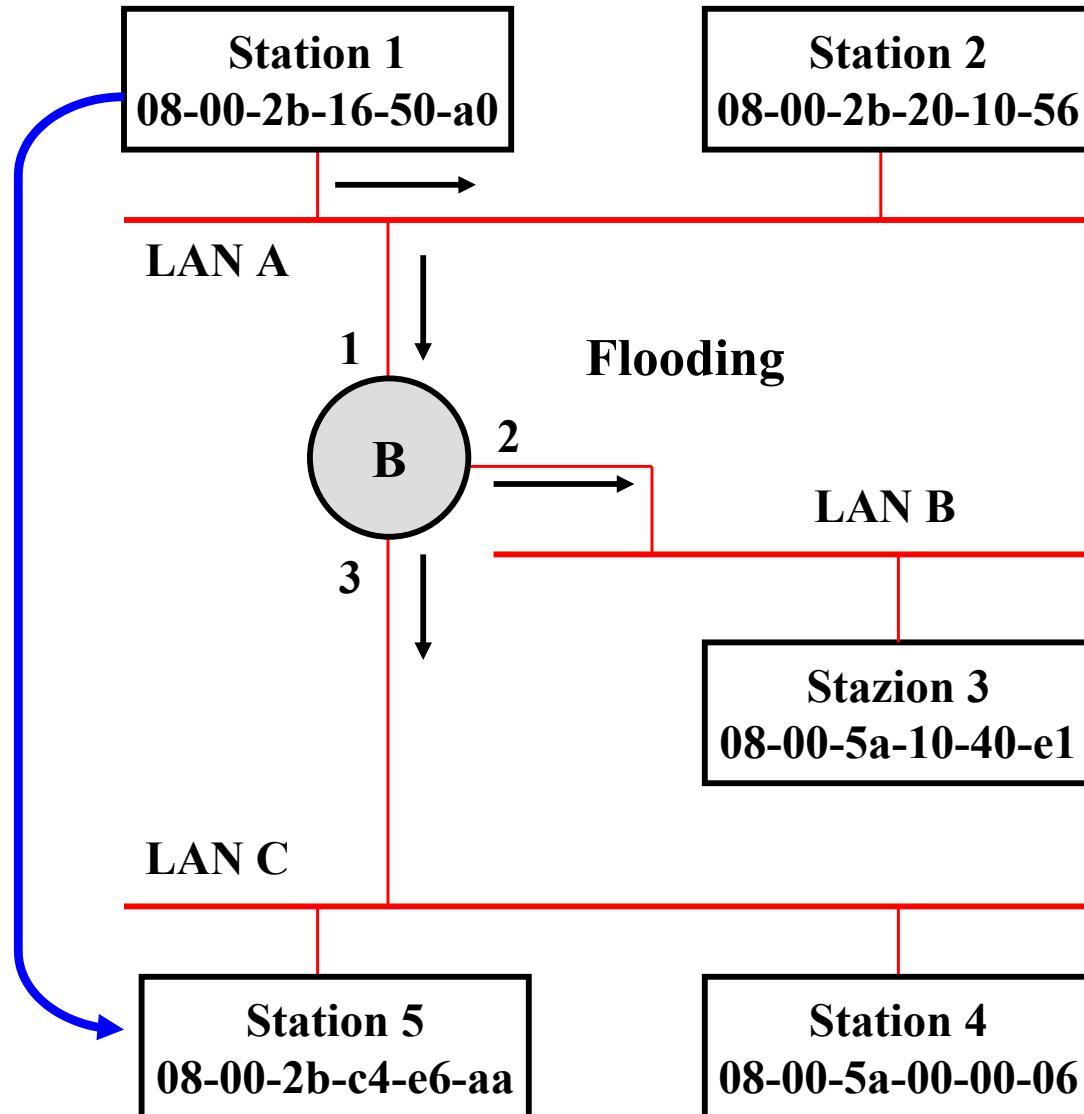 Station 1
08-00-2b-16-50-a0
Station 2
08-00-2b-20-10-56
LAN A
1
Flooding
B
2
LAN B
3
Stazion 3
08-00-5a-10-40-e1
LAN C
Station 5
08-00-2b-c4-e6-aa
Station 4
08-00-5a-00-00-06